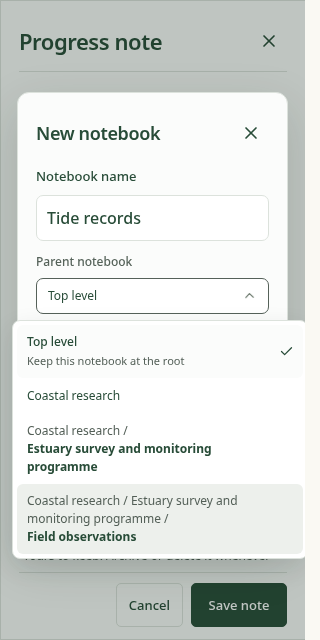 Progress note
New notebook
Notebook name
Tide records
Parent notebook
Top level
Top level
Keep this notebook at the root
Coastal research
Coastal research /
Estuary survey and monitoring
programme
Coastal research / Estuary survey and
monitoring programme /
Field observations
Cancel
Save note